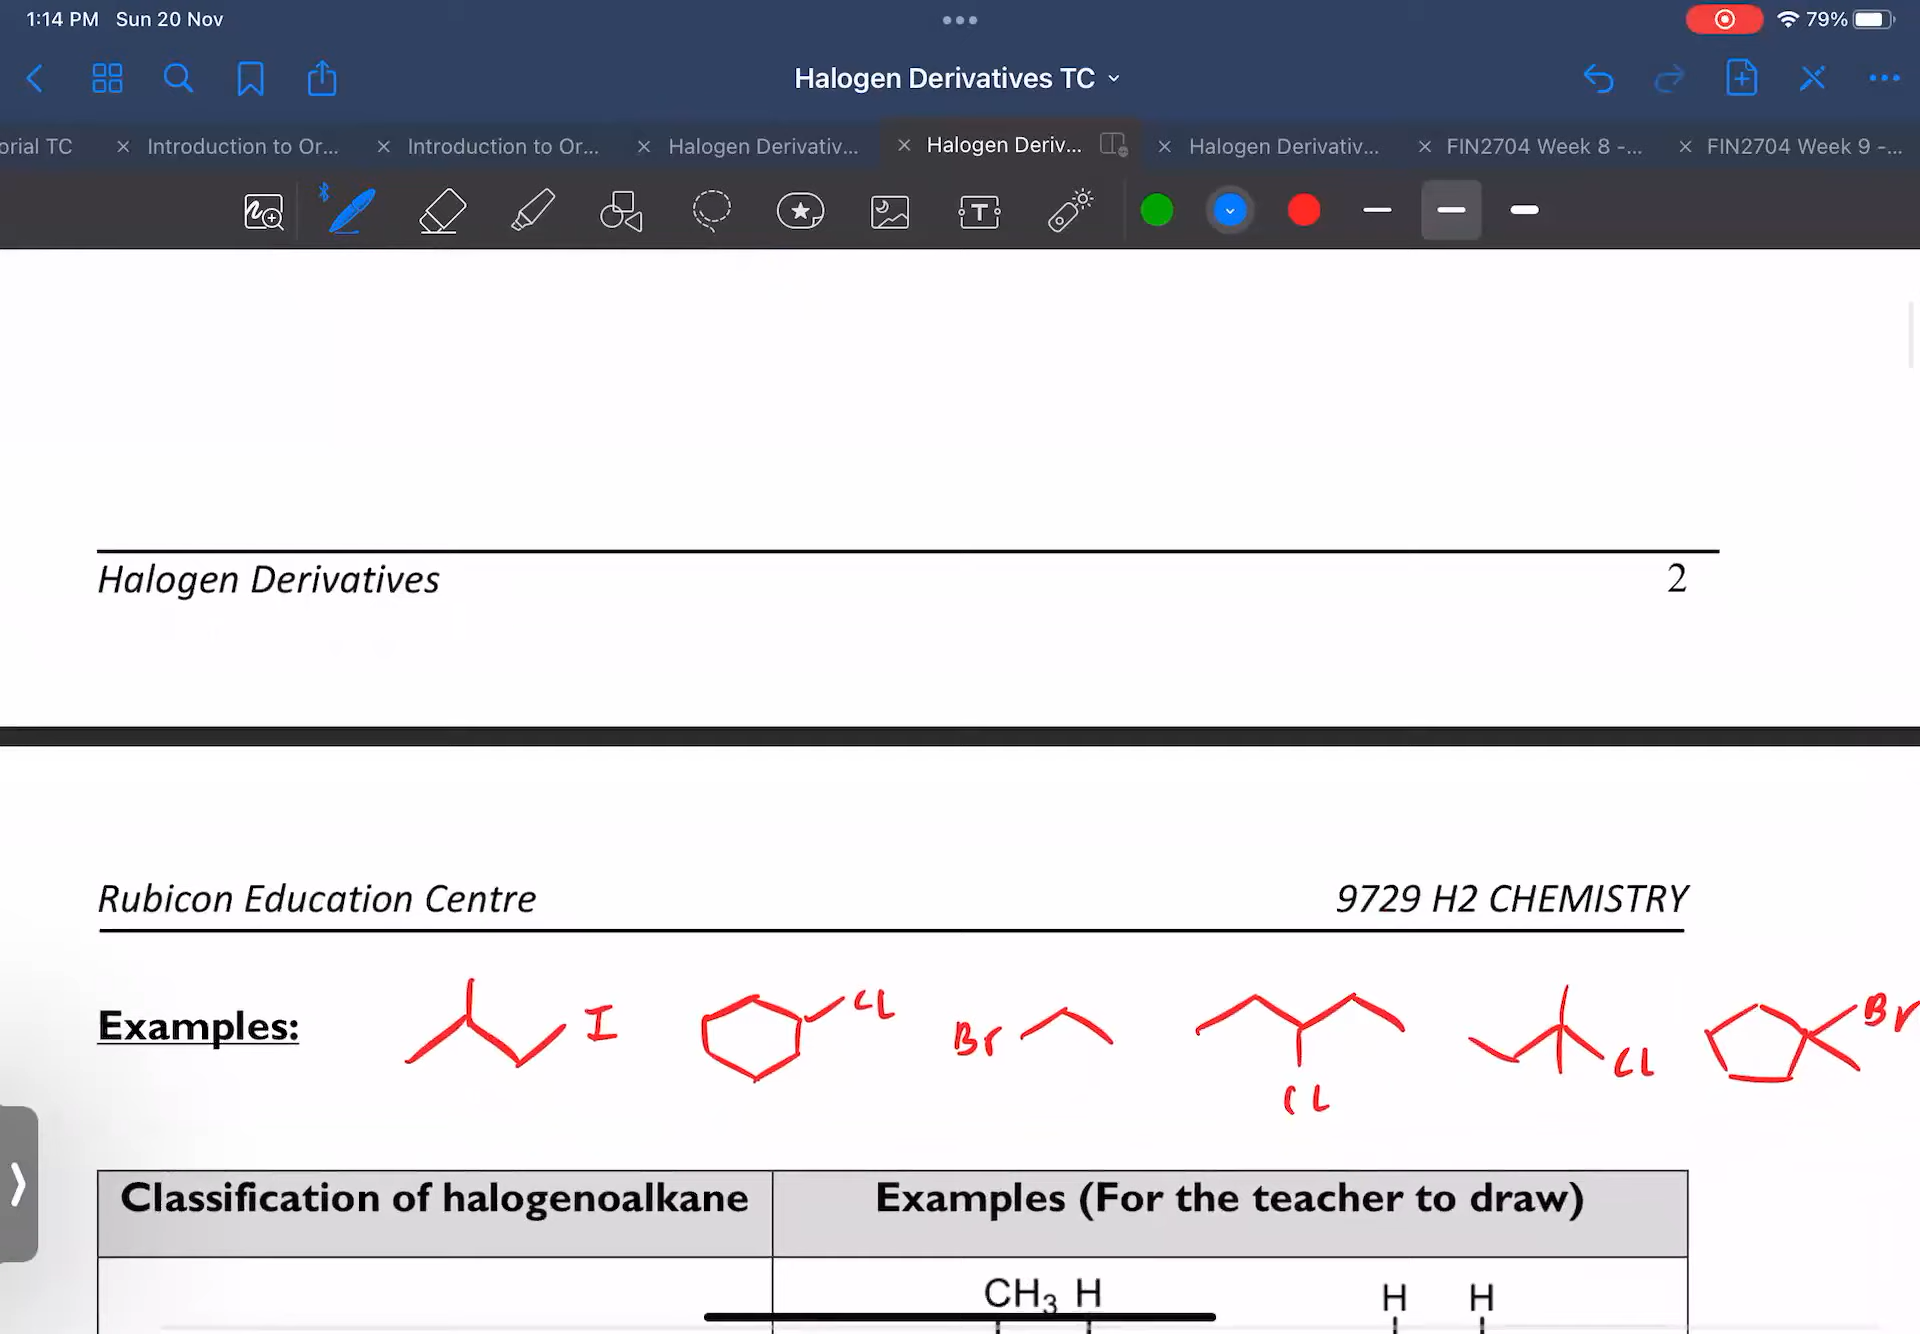 1:14 PM Sun 20 Nov 79%
Halogen Derivatives TC
orial TC × Introduction to Or... × Introduction to Or... × Halogen Derivativ... × Halogen Deriv... × Halogen Derivativ... × FIN2704 Week 8 -... × FIN2704 Week 9 -...
T
Halogen Derivatives 2
Rubicon Education Centre 9729 H2 CHEMISTRY
Examples: I Cl Br Cl Cl Br
Classification of halogenoalkane Examples (For the teacher to draw)
CH₃ H H H